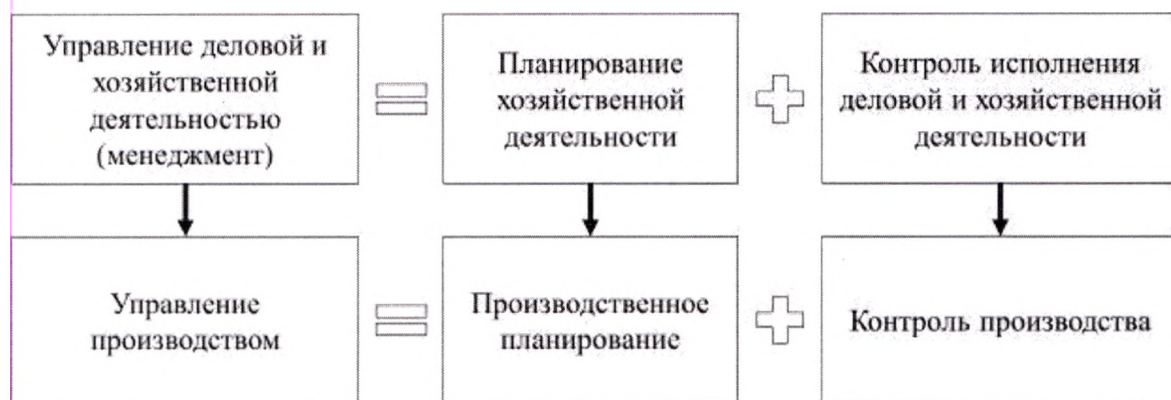 Управление деловой и
хозяйственной
деятельностью
(менеджмент)
Планирование
хозяйственной
деятельности
Контроль исполнения
деловой и хозяйственной
деятельности
Управление
производством
Производственное
планирование
Контроль производства